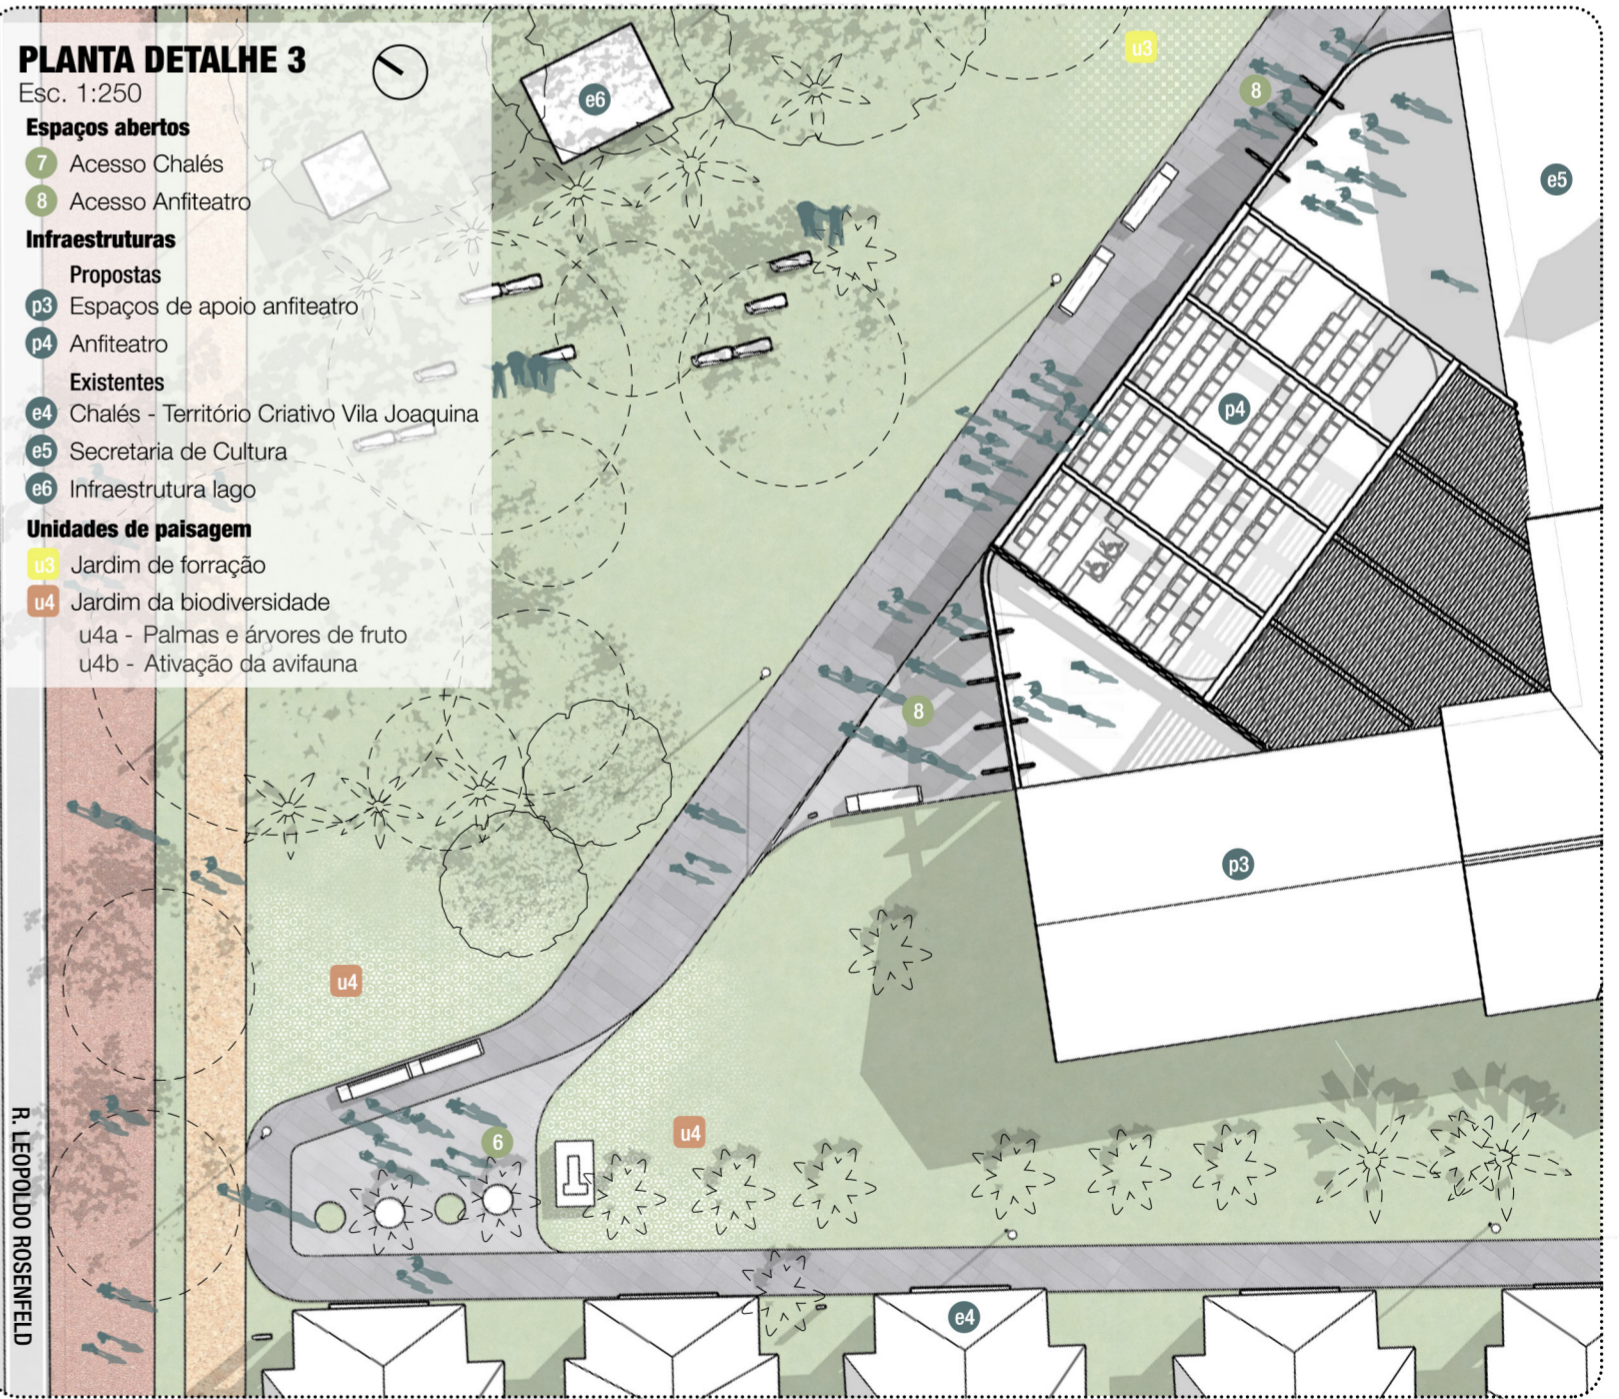 PLANTA DETALHE 3
Esc. 1:250
Espaços abertos
7 Acesso Chalés
8 Acesso Anfiteatro
Infraestruturas
Propostas
p3 Espaços de apoio anfiteatro
p4 Anfiteatro
Existentes
e4 Chalés - Território Criativo Vila Joaquina
e5 Secretaria de Cultura
e6 Infraestrutura lago
Unidades de paisagem
u3 Jardim de forração
u4 Jardim da biodiversidade
u4a - Palmas e árvores de fruto
u4b - Ativação da avifauna
e6
u3
8
e5
p4
8
p3
u4
u4
6
e4
R. LEOPOLDO ROSENFELD